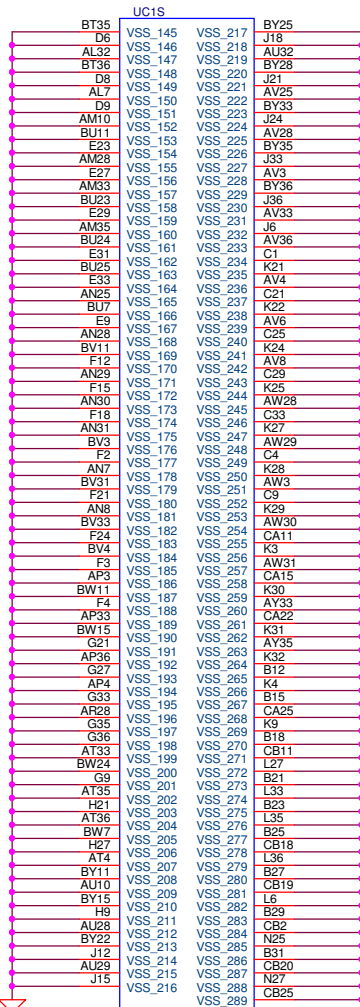 UC1S
BT35 VSS_145 VSS_217 BY25
D6 VSS_146 VSS_218 J18
AL32 VSS_147 VSS_219 AU32
BT36 VSS_148 VSS_220 BY28
D8 VSS_149 VSS_221 J21
AL7 VSS_150 VSS_222 AV25
D9 VSS_151 VSS_223 BY33
AM10 VSS_152 VSS_224 J24
BU11 VSS_153 VSS_225 AV28
E23 VSS_154 VSS_226 BY35
AM28 VSS_155 VSS_227 J33
E27 VSS_156 VSS_228 AV3
AM33 VSS_157 VSS_229 BY36
BU23 VSS_158 VSS_230 J36
E29 VSS_159 VSS_231 AV33
AM35 VSS_160 VSS_232 J6
BU24 VSS_161 VSS_233 AV36
E31 VSS_162 VSS_234 C1
BU25 VSS_163 VSS_235 K21
E33 VSS_164 VSS_236 AV4
AN25 VSS_165 VSS_237 C21
BU7 VSS_166 VSS_238 K22
E9 VSS_167 VSS_239 AV6
AN28 VSS_168 VSS_240 C25
BV11 VSS_169 VSS_241 K24
F12 VSS_170 VSS_242 AV8
AN29 VSS_171 VSS_243 C29
F15 VSS_172 VSS_244 K25
AN30 VSS_173 VSS_245 AW28
F18 VSS_174 VSS_246 C33
AN31 VSS_175 VSS_247 K27
BV3 VSS_176 VSS_248 AW29
F2 VSS_177 VSS_249 C4
AN7 VSS_178 VSS_250 K28
BV31 VSS_179 VSS_251 AW3
F21 VSS_180 VSS_252 C9
AN8 VSS_181 VSS_253 K29
BV33 VSS_182 VSS_254 AW30
F24 VSS_183 VSS_255 CA11
BV4 VSS_184 VSS_256 K3
F3 VSS_185 VSS_257 AW31
AP3 VSS_186 VSS_258 CA15
BW11 VSS_187 VSS_259 K30
F4 VSS_188 VSS_260 AY33
AP33 VSS_189 VSS_261 CA22
BW15 VSS_190 VSS_262 K31
G21 VSS_191 VSS_263 AY35
AP36 VSS_192 VSS_264 K32
G27 VSS_193 VSS_265 B12
AP4 VSS_194 VSS_266 K4
G33 VSS_195 VSS_267 B15
AR28 VSS_196 VSS_268 CA25
G35 VSS_197 VSS_269 K9
G36 VSS_198 VSS_270 B18
AT33 VSS_199 VSS_271 CB11
BW24 VSS_200 VSS_272 L27
G9 VSS_201 VSS_273 B21
AT35 VSS_202 VSS_274 L33
H21 VSS_203 VSS_275 B23
AT36 VSS_204 VSS_276 L35
BW7 VSS_205 VSS_277 B25
H27 VSS_206 VSS_278 CB18
AT4 VSS_207 VSS_279 L36
BY11 VSS_208 VSS_280 B27
AU10 VSS_209 VSS_281 CB19
BY15 VSS_210 VSS_282 L6
H9 VSS_211 VSS_283 B29
AU28 VSS_212 VSS_284 CB2
BY22 VSS_213 VSS_285 N25
J12 VSS_214 VSS_286 B31
AU29 VSS_215 VSS_287 CB20
J15 VSS_216 VSS_288 N27
VSS_289 CB25